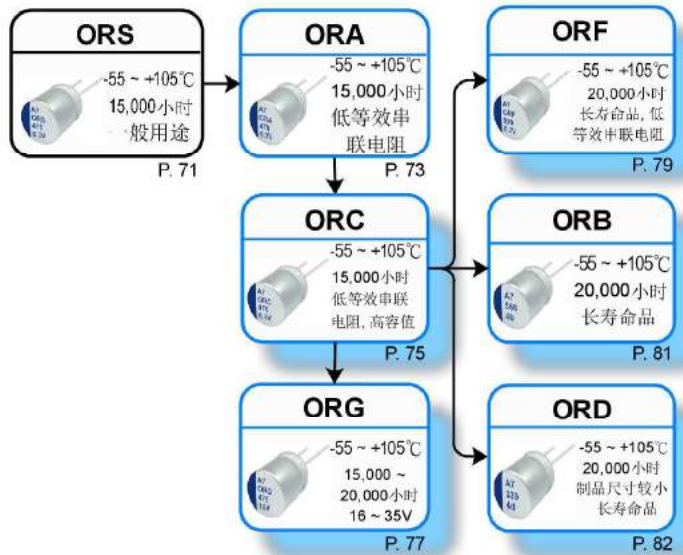 ORS
-55 ~ +105℃
15,000小时
一般用途
P. 71
ORA
-55 ~ +105℃
15,000小时
低等效串
联电阻
P. 73
ORF
-55 ~ +105℃
20,000小时
长寿命品, 低
等效串联电阻
P. 79
ORC
-55 ~ +105℃
15,000小时
低等效串联
电阻, 高容值
P. 75
ORB
-55 ~ +105℃
20,000小时
长寿命品
P. 81
ORG
-55 ~ +105℃
15,000 ~
20,000小时
16 ~ 35V
P. 77
ORD
-55 ~ +105℃
20,000小时
制品尺寸较小
长寿命品
P. 82